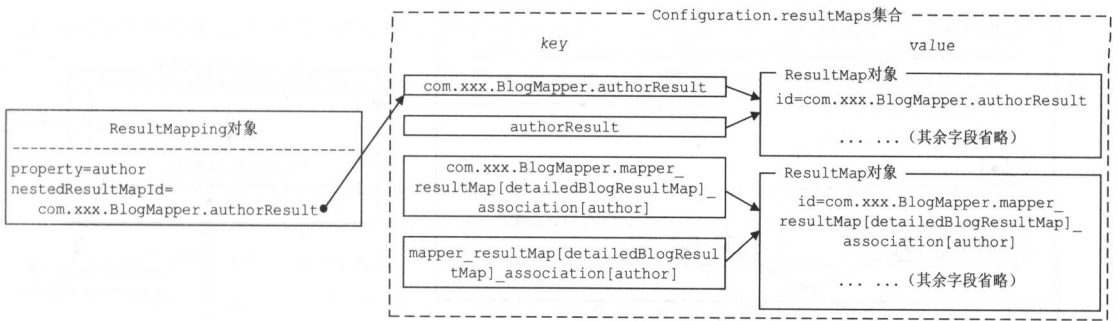 Configuration.resultMaps集合
key
value
ResultMapping对象
property=author
nestedResultMapId=
com.xxx.BlogMapper.authorResult
com.xxx.BlogMapper.authorResult
authorResult
com.xxx.BlogMapper.mapper_
resultMap[detailedBlogResultMap]_
association[author]
mapper_resultMap[detailedBlogResul
tMap]_association[author]
ResultMap对象
id=com.xxx.BlogMapper.authorResult
... ...（其余字段省略）
ResultMap对象
id=com.xxx.BlogMapper.mapper_
resultMap[detailedBlogResultMap]_
association[author]
... ...（其余字段省略）